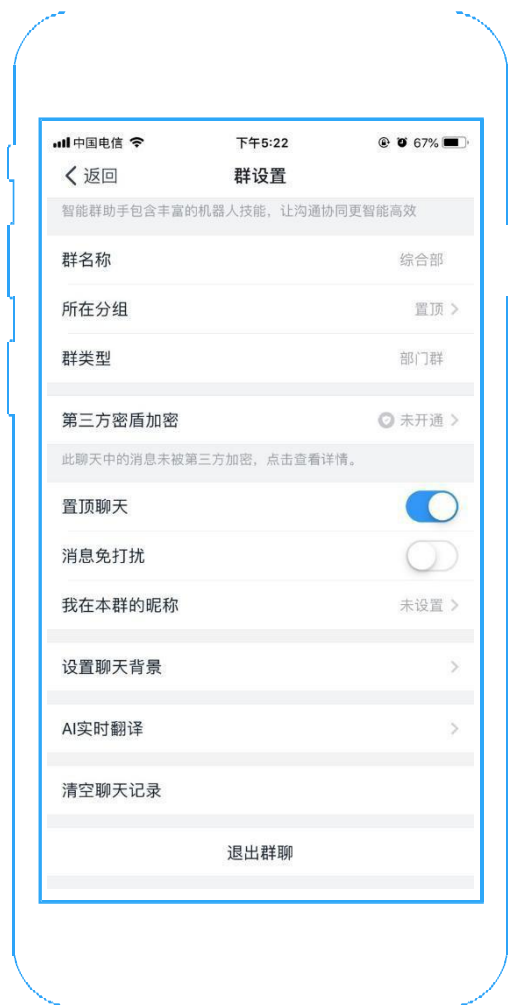 中国电信 下午5:22 67%
返回 群设置
智能群助手包含丰富的机器人技能，让沟通协同更智能高效
群名称 综合部
所在分组 置顶
群类型 部门群
第三方密盾加密 未开通
此聊天中的消息未被第三方加密，点击查看详情。
置顶聊天
消息免打扰
我在本群的昵称 未设置
设置聊天背景
AI实时翻译
清空聊天记录
退出群聊